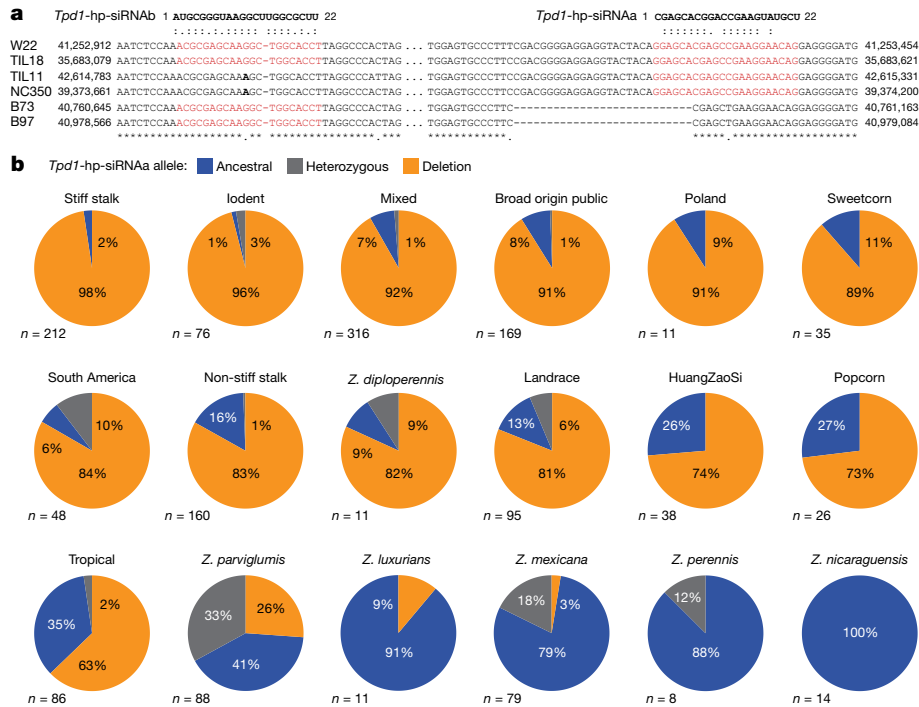 a
Tpd1-hp-siRNAb 1 AUGCGGGUAAGGCUUGGCGCUU 22 Tpd1-hp-siRNAa 1 CGAGCACGGACCGAAGUAUGCU 22
W22 41,252,912 AATCTCCAAACGCGAGCAAGGC-TGGCACCTTAGGCCCACTAG... TGGAGTGCCCTTCGACGGGGAGGAGGTACTACAGGAGCACGAGCCGAAGGAACAGGAGGGGATG 41,253,454
TIL18 35,683,079 AATCTCCAAACGCGAGCAAGGC-TGGCACCTTAGGCCCACTAG... TGGAGTGCCCTTCGACGGGGAGGAGGTACTACAGGAGCACGAGCCGAAGGAACAGGAGGGGATG 35,683,621
TIL11 42,614,783 AATCTCCAAACGCGAGCAAAGC-TGGCACCTTAGGCCCACTAG... TGGAGTGCCCTTCGACGGGGAGGAGGTACTACAGGAGCACGAGCCGAAGGAACAGGAGGGGATG 42,615,331
NC350 39,373,661 AATCTCCAAACGCGAGCAAAGC-TGGCACCTTAGGCCCACTAG... TGGAGTGCCCTTCGACGGGGAGGAGGTACTACAGGAGCACGAGCCGAAGGAACAGGAGGGGATG 39,374,200
B73 40,760,645 AATCTCCAAACGCGAGCAAGGC-TGGCACCTTAGGCCCACTAG... TGGAGTGCCCTTC---------------------------CGAGCTGAAGGAACAGGAGGGGATG 40,761,163
B97 40,978,566 AATCTCCAAACGCGAGCAAGGC-TGGCACCTTAGGCCCACTAG... TGGAGTGCCCTTC---------------------------CGAGCTGAAGGAACAGGAGGGGATG 40,979,084
b
Tpd1-hp-siRNAa allele: Ancestral Heterozygous Deletion
Stiff stalk Iodent Mixed Broad origin public Poland Sweetcorn
2% 1% 3% 7% 1% 8% 1% 9% 11%
98% 96% 92% 91% 91% 89%
n = 212 n = 76 n = 316 n = 169 n = 11 n = 35
South America Non-stiff stalk Z. diploperennis Landrace HuangZaoSi Popcorn
6% 10% 16% 1% 9% 9% 13% 6% 26% 27%
84% 83% 82% 81% 74% 73%
n = 48 n = 160 n = 11 n = 95 n = 38 n = 26
Tropical Z. parviglumis Z. luxurians Z. mexicana Z. perennis Z. nicaraguensis
35% 2% 33% 26% 9% 18% 3% 12% 100%
63% 41% 91% 79% 88%
n = 86 n = 88 n = 11 n = 79 n = 8 n = 14